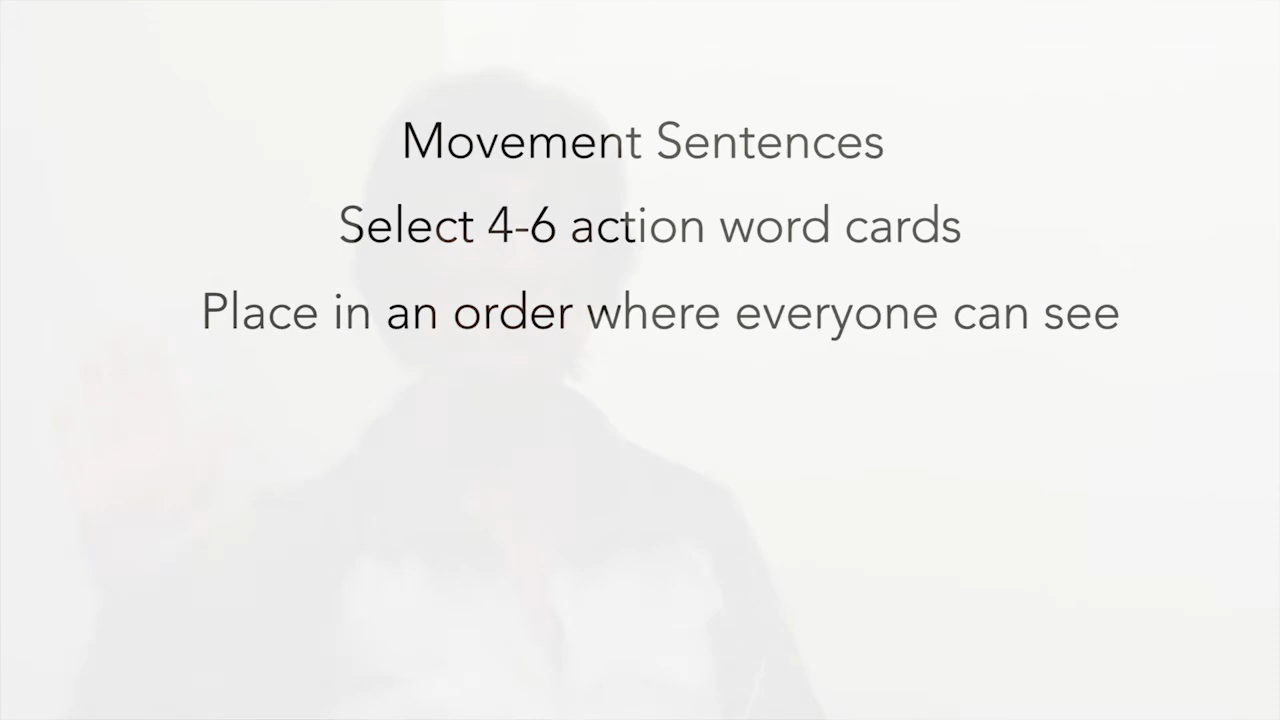 Movement Sentences
Select 4-6 action word cards
Place in an order where everyone can see